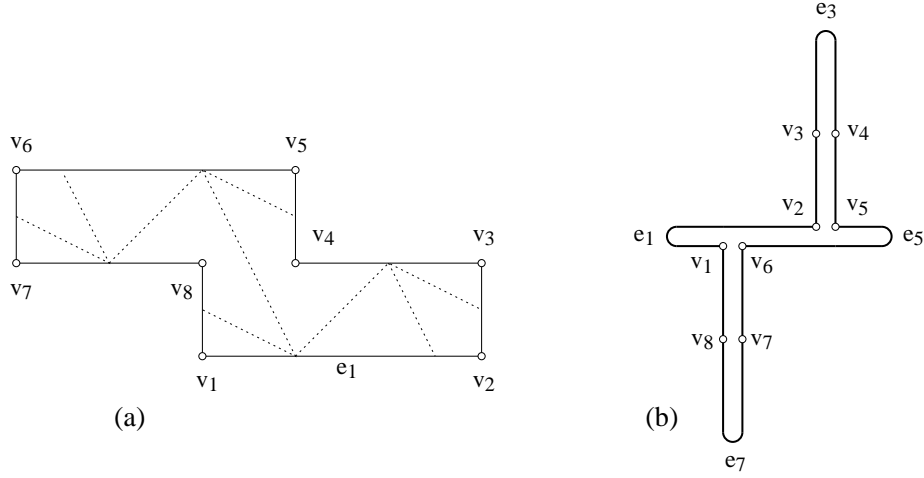 v6 v5
v4 v3
v7 v8
e1
v1 v2
(a)
e3
v3 v4
v2 v5
e1 e5
v1 v6
v8 v7
e7
(b)